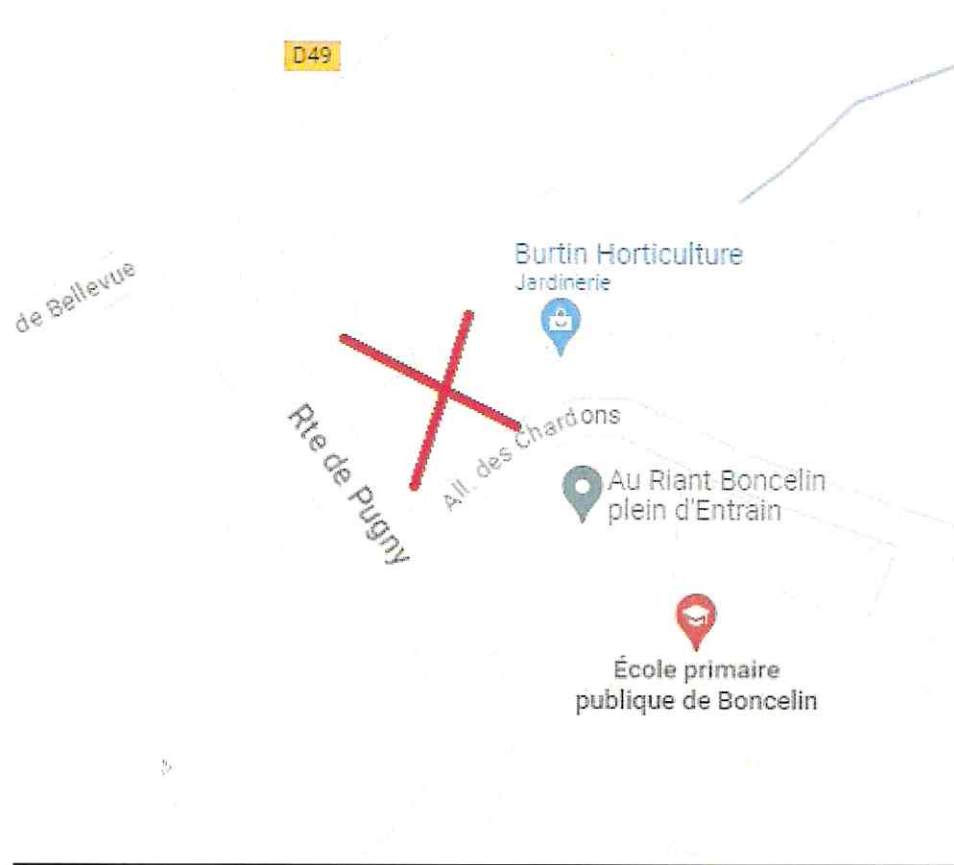 D49
Burtin Horticulture
Jardinerie
de Bellevue
Rte de Pugny
All. des Chardons
Au Riant Boncelin
plein d'Entrain
École primaire
publique de Boncelin